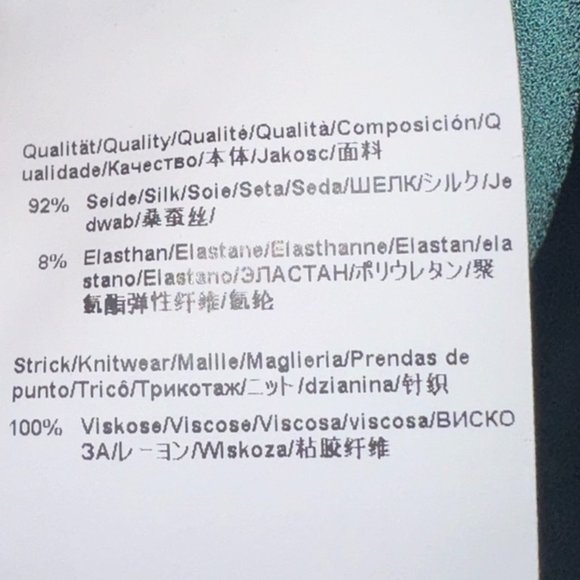 Qualität/Quality/Qualité/Qualità/Composición/Q
ualidade/Качество/本体/Jakosc/面料
92% Seide/Silk/Soie/Seta/Seda/ШЕЛК/シルク/Je
dwab/桑蚕丝/
8% Elasthan/Elastane/Elasthanne/Elastan/ela
stano/Elastano/ЭЛАСТАН/ポリウレタン/聚
氨酯弹性纤维/氨纶
Strick/Knitwear/Maille/Maglieria/Prendas de
punto/Tricô/Трикотаж/ニット/dzianina/针织
100% Viskose/Viscose/Viscosa/viscosa/ВИСКО
ЗА/レーヨン/Wiskoza/粘胶纤维